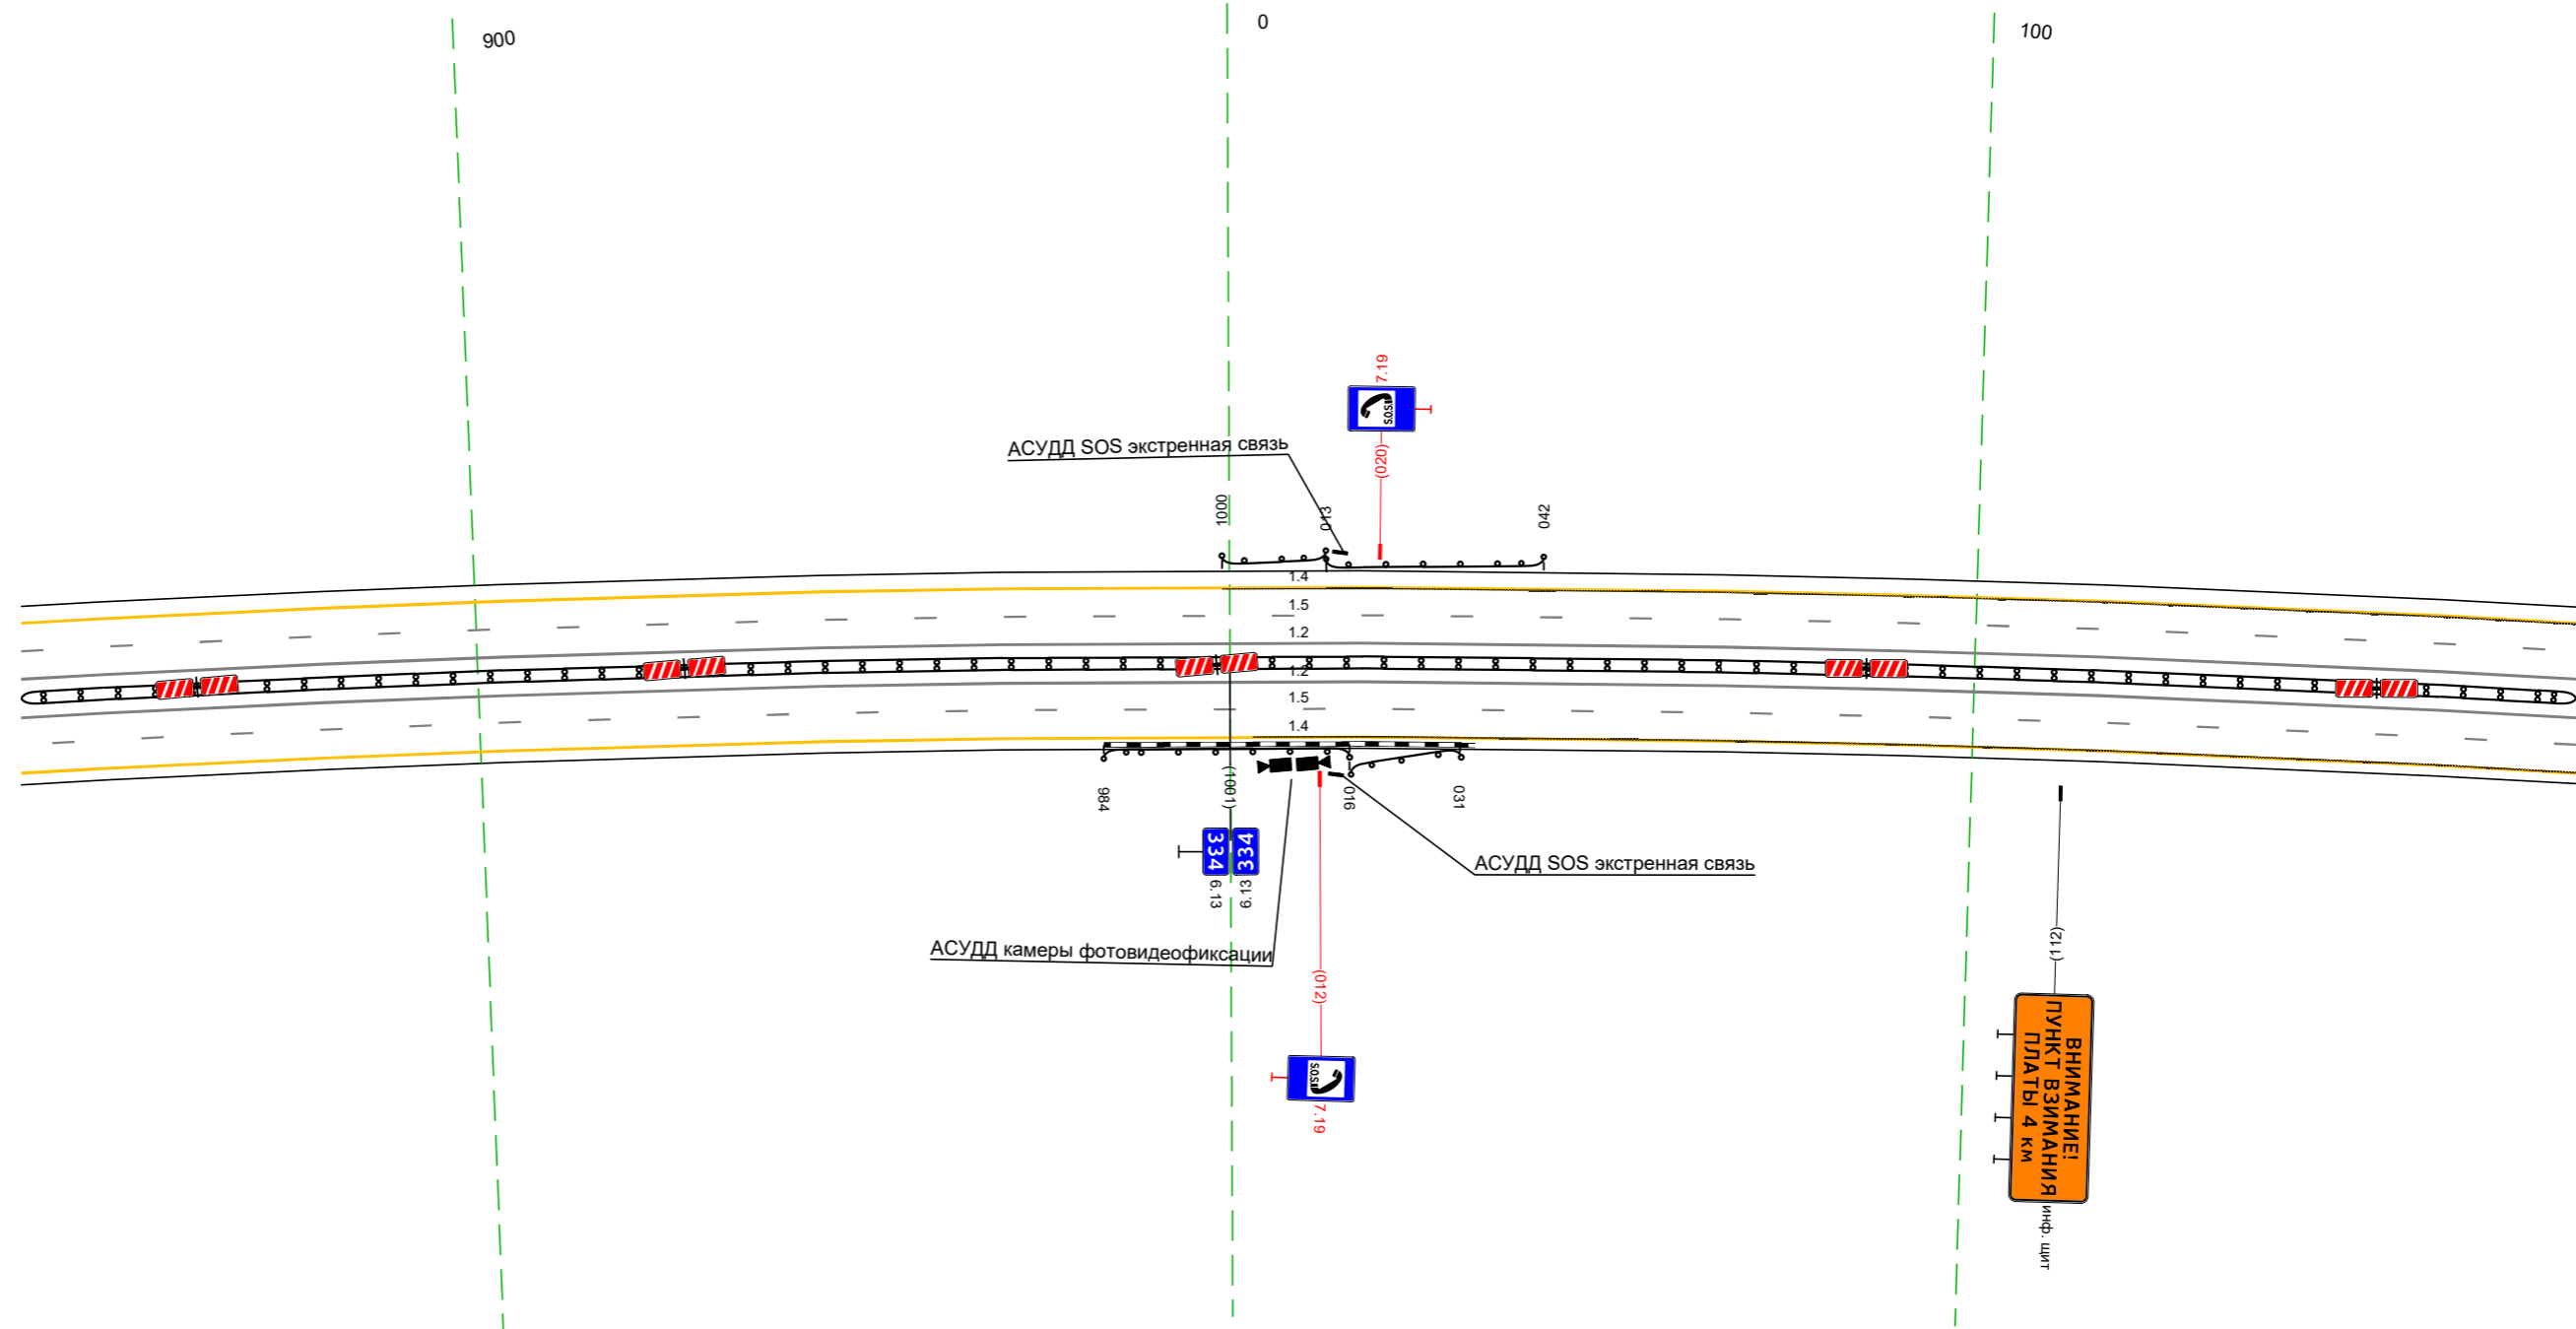 900
0
100
7.19
S.O.S
(020)
АСУДД SOS экстренная связь
1000
013
042
1.4
1.5
1.2
1.2
1.5
1.4
984
(1001)
016
031
333
334
334
6.13
6.13
АСУДД SOS экстренная связь
АСУДД камеры фотовидеофиксации
(012)
S.O.S
7.19
(112)
ВНИМАНИЕ!
ПУНКТ ВЗИМАНИЯ
ПЛАТЫ 4 км
инф. щит